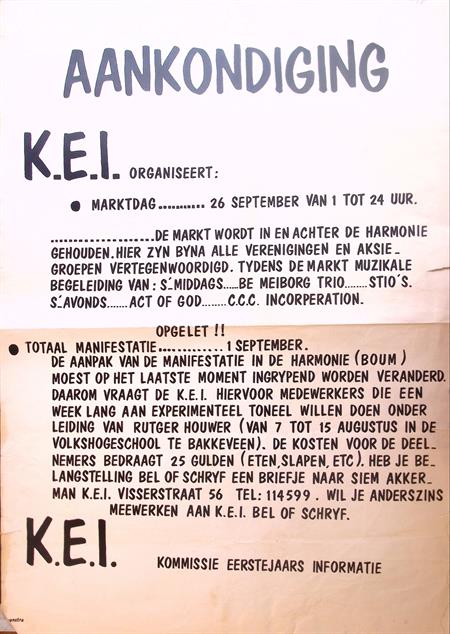 AANKONDIGING
K.E.I. ORGANISEERT:
● MARKTDAG........... 26 SEPTEMBER VAN 1 TOT 24 UUR.
....................DE MARKT WORDT IN EN ACHTER DE HARMONIE
GEHOUDEN. HIER ZYN BYNA ALLE VERENIGINGEN EN AKSIE-
GROEPEN VERTEGENWOORDIGD. TYDENS DE MARKT MUZIKALE
BEGELEIDING VAN: S'-MIDDAGS.....BE MEIBORG TRIO.......STIO'S.
S'-AVONDS.......ACT OF GOD.......C.C.C. INCORPERATION.
OPGELET !!
● TOTAAL MANIFESTATIE.............1 SEPTEMBER.
DE AANPAK VAN DE MANIFESTATIE IN DE HARMONIE (BOUM)
MOEST OP HET LAATSTE MOMENT INGRYPEND WORDEN VERANDERD.
DAAROM VRAAGT DE K.E.I. HIERVOOR MEDEWERKERS DIE EEN
WEEK LANG AAN EXPERIMENTEEL TONEEL WILLEN DOEN ONDER
LEIDING VAN RUTGER HOUWER (VAN 7 TOT 15 AUGUSTUS IN DE
VOLKSHOGESCHOOL TE BAKKEVEEN). DE KOSTEN VOOR DE DEEL-
NEMERS BEDRAAGT 25 GULDEN (ETEN, SLAPEN, ETC). HEB JE BE-
LANGSTELLING BEL OF SCHRYF EEN BRIEFJE NAAR SIEM AKKER-
MAN K.E.I. VISSERSTRAAT 56 TEL: 114599. WIL JE ANDERSZINS
MEEWERKEN AAN K.E.I. BEL OF SCHRYF.
K.E.I. KOMMISSIE EERSTEJAARS INFORMATIE